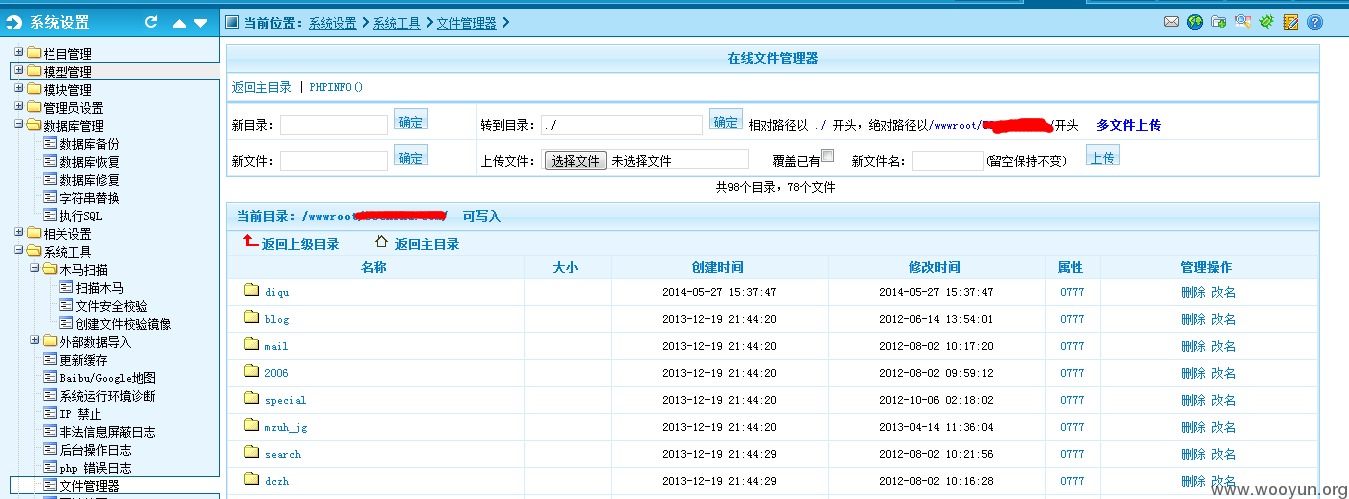 系统设置
当前位置：系统设置 > 系统工具 > 文件管理器 >
栏目管理
模型管理
模块管理
管理员设置
数据库管理
数据库备份
数据库恢复
数据库修复
字符串替换
执行SQL
相关设置
系统工具
木马扫描
扫描木马
文件安全校验
创建文件校验镜像
外部数据导入
更新缓存
Baibu/Google地图
系统运行环境诊断
IP 禁止
非法信息屏蔽日志
后台操作日志
php 错误日志
文件管理器
在线文件管理器
返回主目录 | PHPINFO()
新目录： 确定 转到目录： ./ 确定 相对路径以 ./ 开头，绝对路径以/wwwroot/ /开头 多文件上传
新文件： 确定 上传文件： 选择文件 未选择文件 覆盖已有 新文件名： (留空保持不变) 上传
共98个目录，78个文件
当前目录：/wwwroot / 可写入
返回上级目录 返回主目录
名称 大小 创建时间 修改时间 属性 管理操作
diqu 2014-05-27 15:37:47 2014-05-27 15:37:47 0777 删除 改名
blog 2013-12-19 21:44:20 2012-06-14 13:54:01 0777 删除 改名
mail 2013-12-19 21:44:20 2012-08-02 10:17:20 0777 删除 改名
2006 2013-12-19 21:44:20 2012-08-02 09:59:12 0777 删除 改名
special 2013-12-19 21:44:20 2012-10-06 02:18:02 0777 删除 改名
mzuh_jg 2013-12-19 21:44:20 2013-04-14 11:36:04 0777 删除 改名
search 2013-12-19 21:44:29 2012-08-02 10:21:56 0777 删除 改名
dczh 2013-12-19 21:44:29 2012-08-02 10:16:28 0777 删除 改名
www.wooyun.org